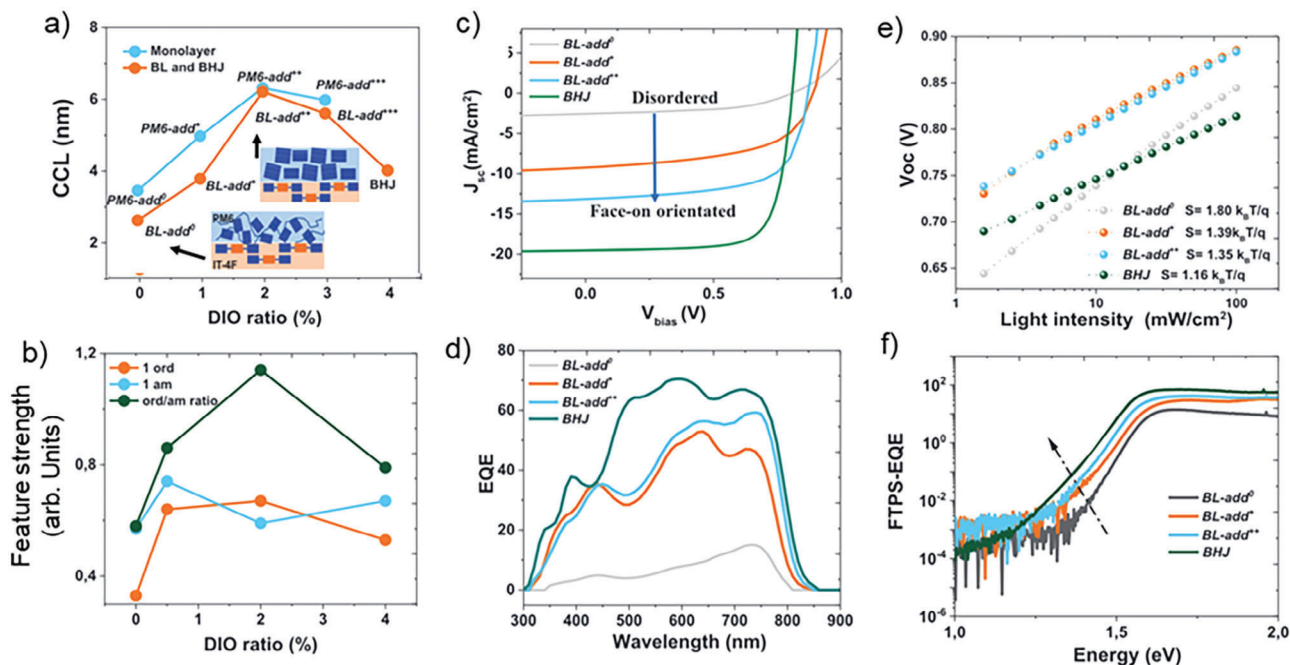 a)
CCL (nm)
8
6
4
2
Monolayer
BL and BHJ
PM6-add⁰
PM6-add*
PM6-add**
PM6-add***
BL-add⁰
BL-add*
BL-add**
BL-add***
BHJ
PM6
IT-4F
0 1 2 3 4
DIO ratio (%)
b)
Feature strength
(arb. Units)
1,2
0,8
0,4
1 ord
1 am
ord/am ratio
0 1 2 3 4
DIO ratio (%)
c)
Jsc(mA/cm²)
5
0
-5
-10
-15
-20
BL-add⁰
BL-add*
BL-add**
BHJ
Disordered
Face-on orientated
0.0 0.5 1.0
Vbias (V)
d)
EQE
80
60
40
20
0
BL-add⁰
BL-add*
BL-add**
BHJ
300 400 500 600 700 800 900
Wavelength (nm)
e)
Voc (V)
0.90
0.85
0.80
0.75
0.70
0.65
BL-add⁰ S= 1.80 kBT/q
BL-add* S= 1.39kBT/q
BL-add** S= 1.35 kBT/q
BHJ S= 1.16 kBT/q
1 10 100
Light intensity (mW/cm²)
f)
FTPS-EQE
10²
10⁰
10⁻²
10⁻⁴
10⁻⁶
BL-add⁰
BL-add*
BL-add**
BHJ
1,0 1,5 2,0
Energy (eV)